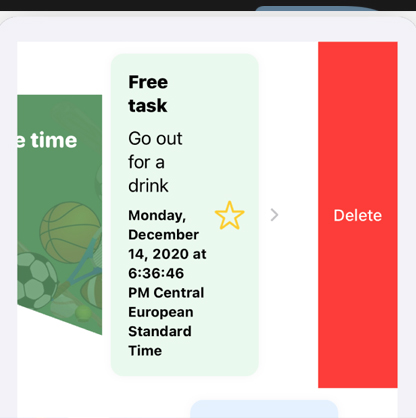 e time
Free
task
Go out
for a
drink
Monday,
December
14, 2020 at
6:36:46
PM Central
European
Standard
Time
Delete